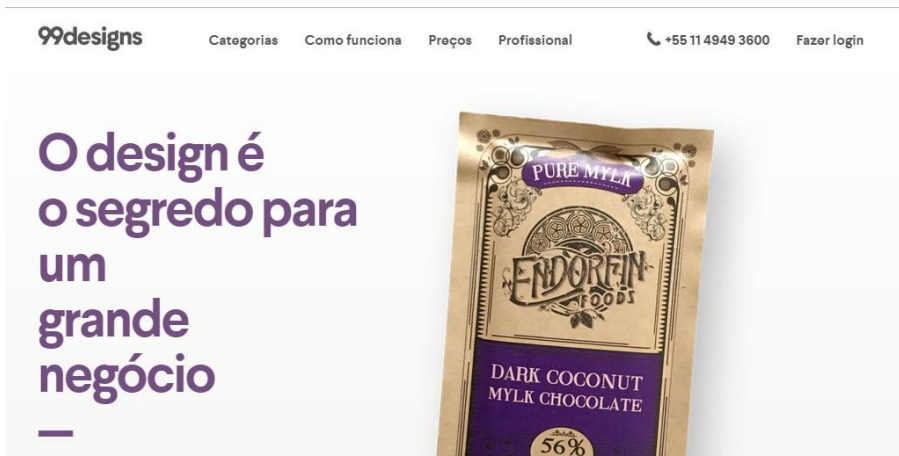 99designs
Categorias Como funciona Preços Profissional +55 11 4949 3600 Fazer login
O design é
o segredo para
um
grande
negócio
PURE MYLK
ENDORFIN
FOODS
DARK COCONUT
MYLK CHOCOLATE
56%